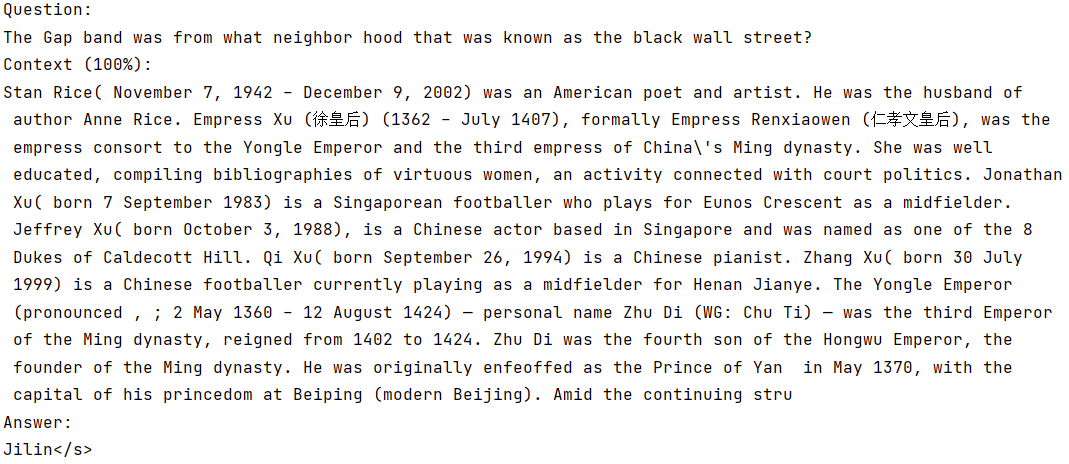 Question:
The Gap band was from what neighbor hood that was known as the black wall street?
Context (100%):
Stan Rice( November 7, 1942 – December 9, 2002) was an American poet and artist. He was the husband of
author Anne Rice. Empress Xu (徐皇后) (1362 – July 1407), formally Empress Renxiaowen (仁孝文皇后), was the
empress consort to the Yongle Emperor and the third empress of China\'s Ming dynasty. She was well
educated, compiling bibliographies of virtuous women, an activity connected with court politics. Jonathan
Xu( born 7 September 1983) is a Singaporean footballer who plays for Eunos Crescent as a midfielder.
Jeffrey Xu( born October 3, 1988), is a Chinese actor based in Singapore and was named as one of the 8
Dukes of Caldecott Hill. Qi Xu( born September 26, 1994) is a Chinese pianist. Zhang Xu( born 30 July
1999) is a Chinese footballer currently playing as a midfielder for Henan Jianye. The Yongle Emperor
(pronounced , ; 2 May 1360 – 12 August 1424) — personal name Zhu Di (WG: Chu Ti) — was the third Emperor
of the Ming dynasty, reigned from 1402 to 1424. Zhu Di was the fourth son of the Hongwu Emperor, the
founder of the Ming dynasty. He was originally enfeoffed as the Prince of Yan  in May 1370, with the
capital of his princedom at Beiping (modern Beijing). Amid the continuing stru
Answer:
Jilin</s>